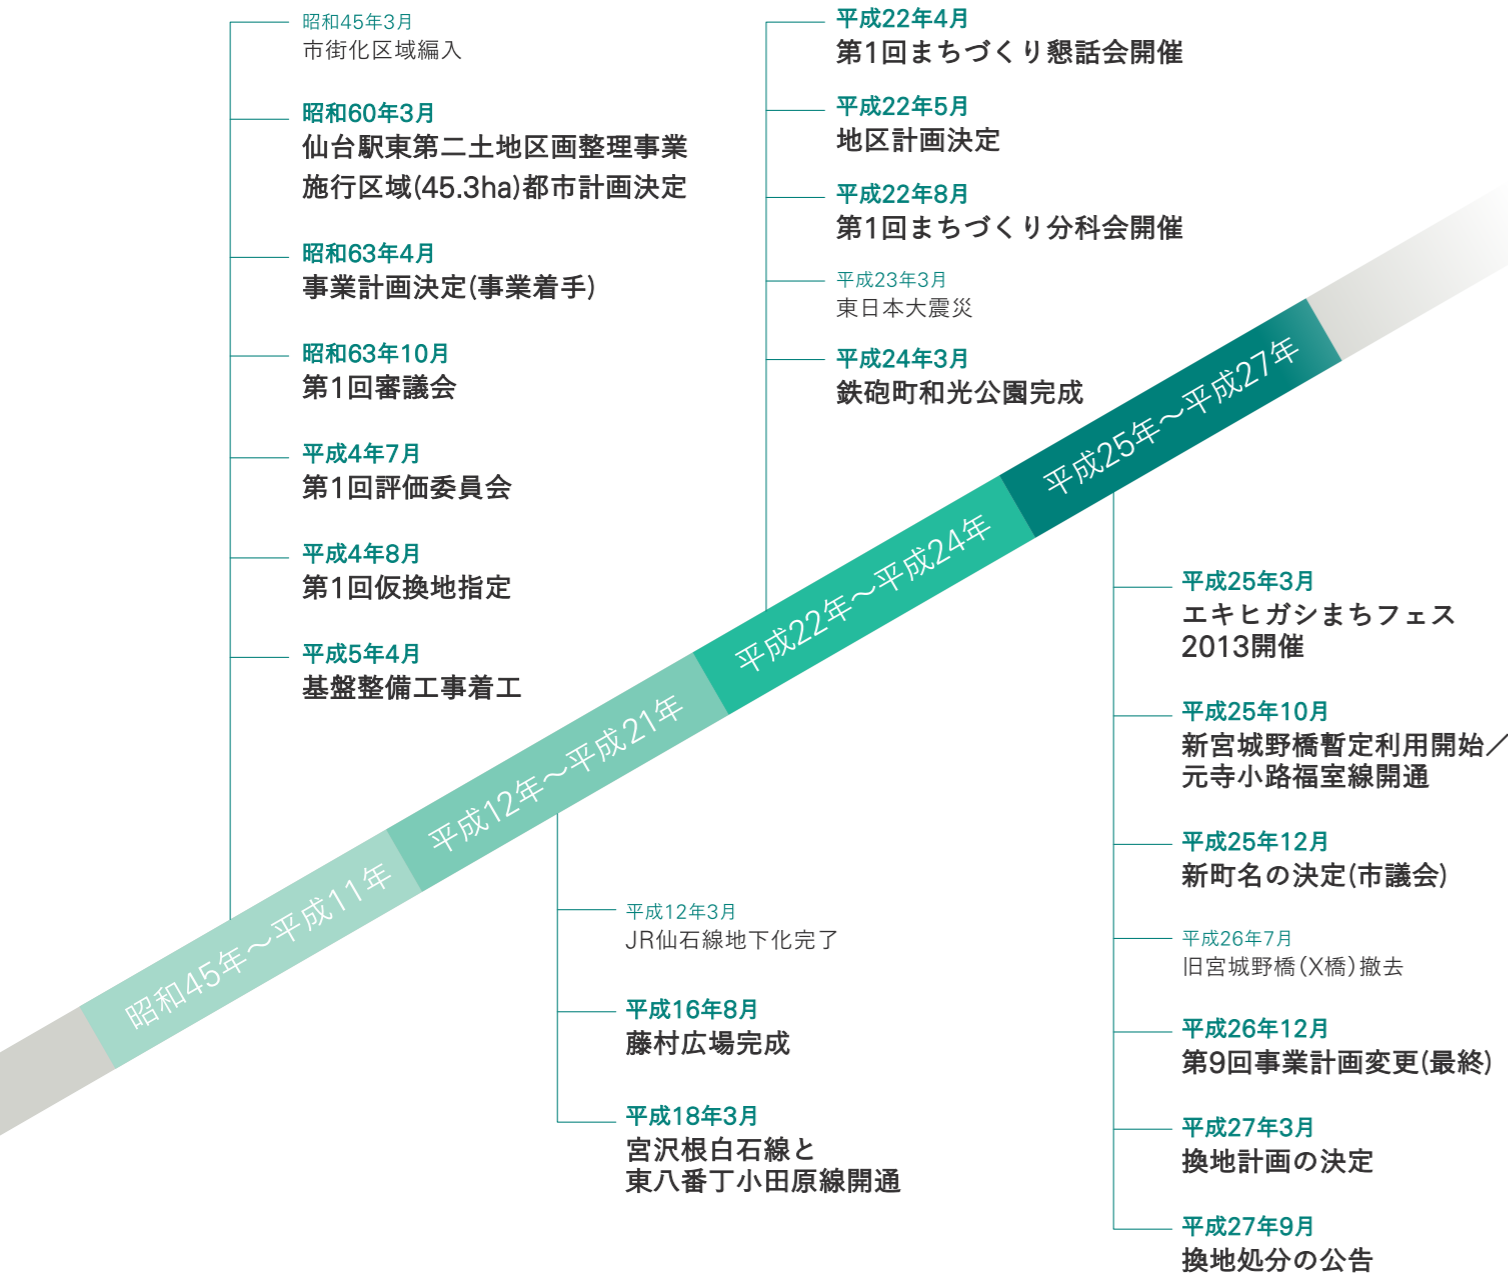 昭和45年3月
市街化区域編入
昭和60年3月
仙台駅東第二土地区画整理事業
施行区域(45.3ha)都市計画決定
昭和63年4月
事業計画決定(事業着手)
昭和63年10月
第1回審議会
平成4年7月
第1回評価委員会
平成4年8月
第1回仮換地指定
平成5年4月
基盤整備工事着工
昭和45年～平成11年
平成12年～平成21年
平成12年3月
JR仙石線地下化完了
平成16年8月
藤村広場完成
平成18年3月
宮沢根白石線と
東八番丁小田原線開通
平成22年4月
第1回まちづくり懇話会開催
平成22年5月
地区計画決定
平成22年8月
第1回まちづくり分科会開催
平成23年3月
東日本大震災
平成24年3月
鉄砲町和光公園完成
平成22年～平成24年
平成25年～平成27年
平成25年3月
エキヒガシまちフェス
2013開催
平成25年10月
新宮城野橋暫定利用開始／
元寺小路福室線開通
平成25年12月
新町名の決定(市議会)
平成26年7月
旧宮城野橋（X橋）撤去
平成26年12月
第9回事業計画変更(最終)
平成27年3月
換地計画の決定
平成27年9月
換地処分の公告